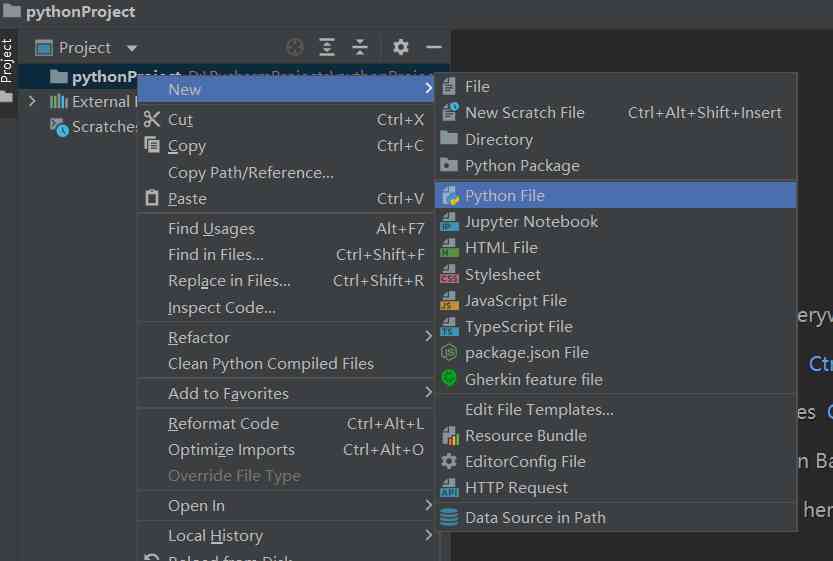 pythonProject
Project
Project
pythonProject
External
Scratches
New
Cut Ctrl+X
Copy Ctrl+C
Copy Path/Reference...
Paste Ctrl+V
Find Usages Alt+F7
Find in Files... Ctrl+Shift+F
Replace in Files... Ctrl+Shift+R
Inspect Code...
Refactor
Clean Python Compiled Files
Add to Favorites
Reformat Code Ctrl+Alt+L
Optimize Imports Ctrl+Alt+O
Override File Type
Open In
Local History
Reload from Disk
File
New Scratch File Ctrl+Alt+Shift+Insert
Directory
Python Package
Python File
Jupyter Notebook
HTML File
Stylesheet
JavaScript File
TypeScript File
package.json File
Gherkin feature file
Edit File Templates...
Resource Bundle
EditorConfig File
HTTP Request
Data Source in Path
eryw
Ctr
es C
n Ba
her